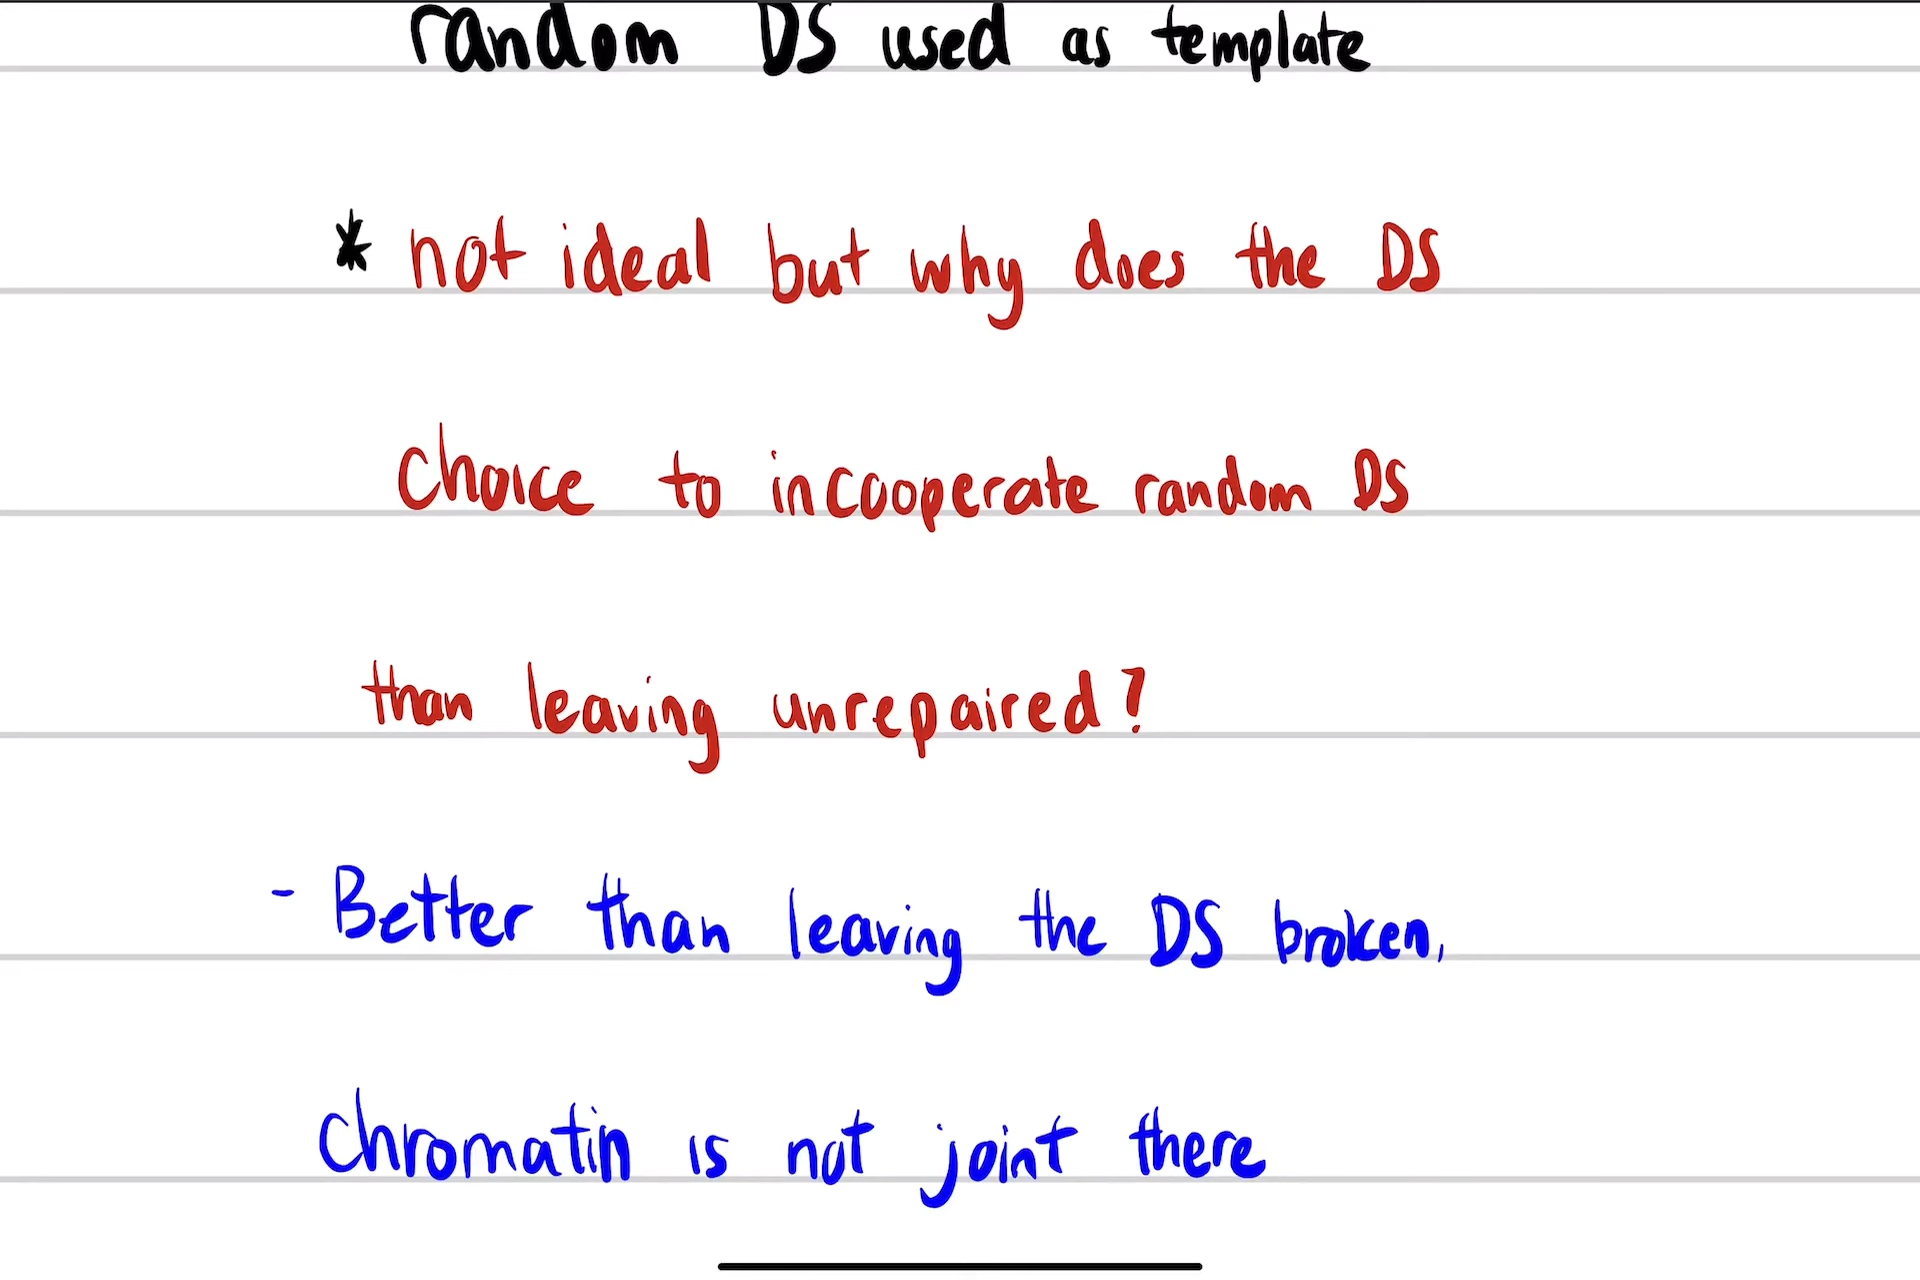 random DS used as template
* not ideal but why does the DS
choice to incooperate random DS
than leaving unrepaired?
- Better than leaving the DS broken,
chromatin is not joint there